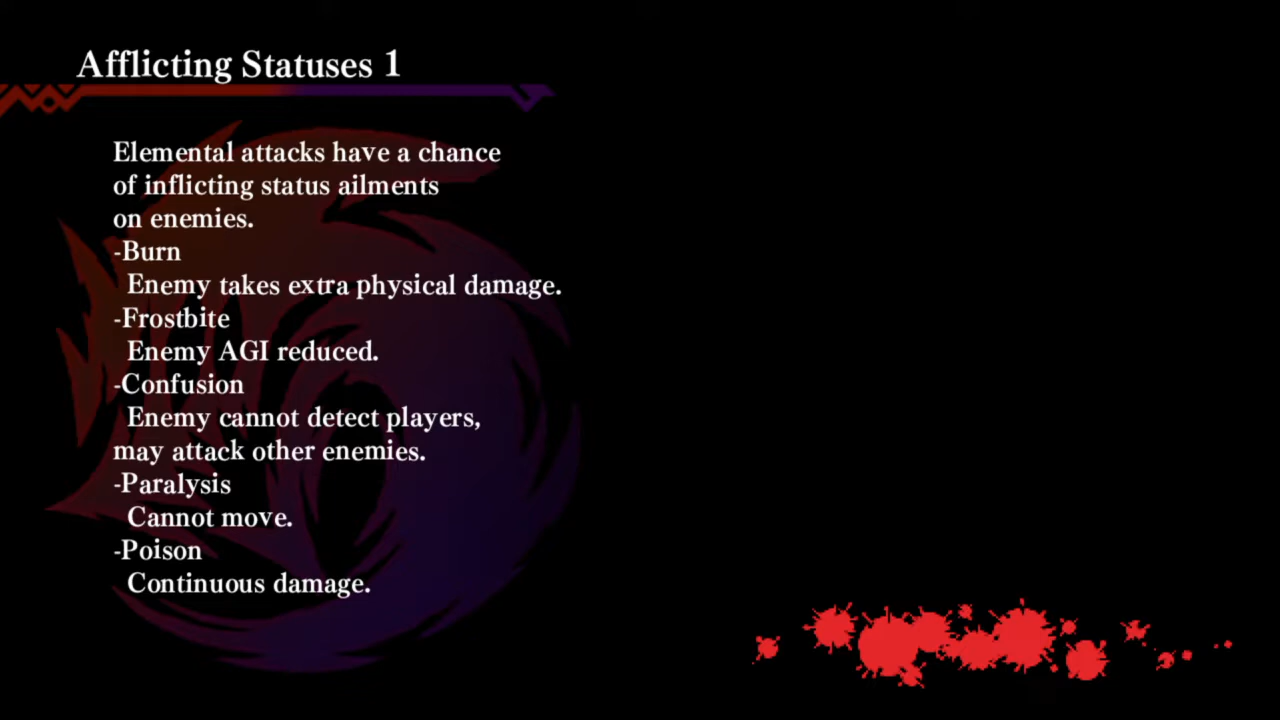 Afflicting Statuses 1
Elemental attacks have a chance
of inflicting status ailments
on enemies.
-Burn
Enemy takes extra physical damage.
-Frostbite
Enemy AGI reduced.
-Confusion
Enemy cannot detect players,
may attack other enemies.
-Paralysis
Cannot move.
-Poison
Continuous damage.